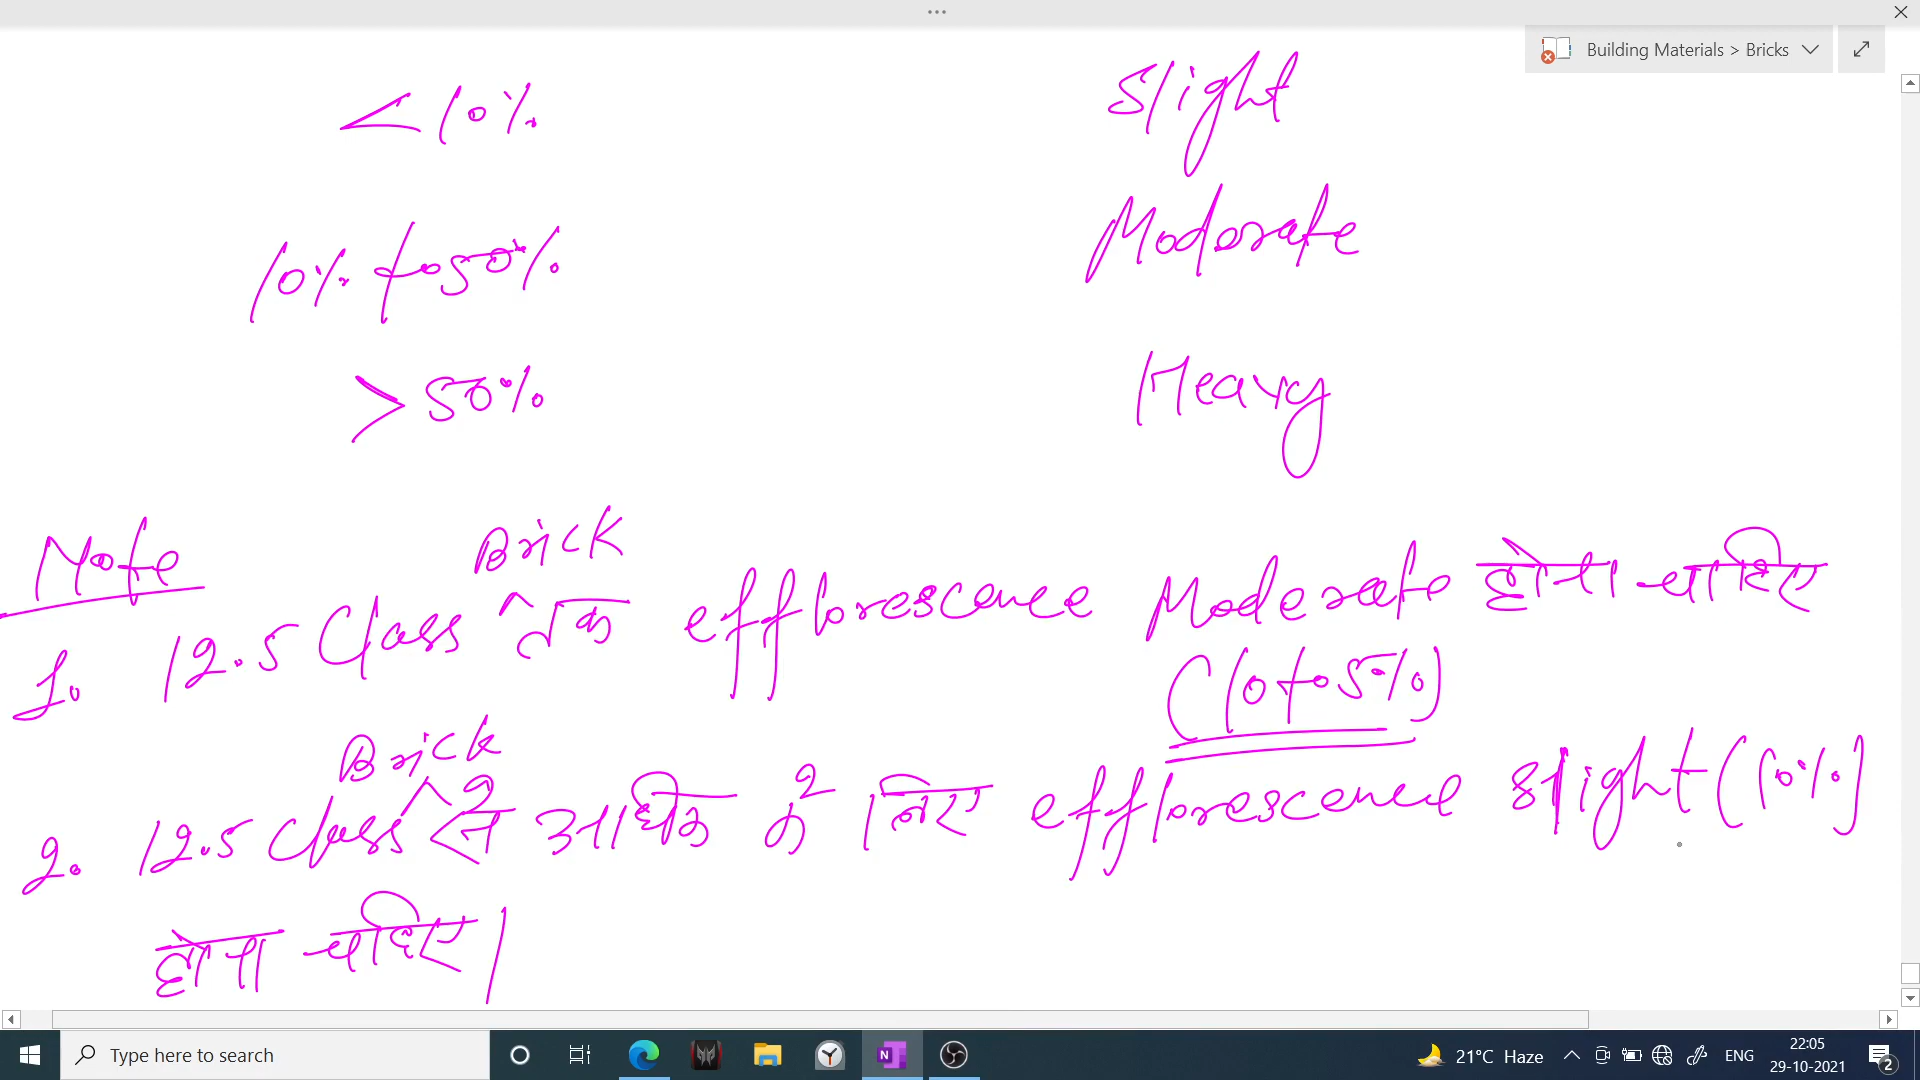 Building Materials > Bricks
<10% Slight
10% to 50% Moderate
>50% Heavy
Note
1. 12.5 Class Brick तक efflorescence Moderate होना चाहिए
(10 to 50%)
2. 12.5 Class Brick से अधिक के लिए efflorescence slight (10%)
होना चाहिए।
Type here to search
21°C Haze
ENG
22:05
29-10-2021
2